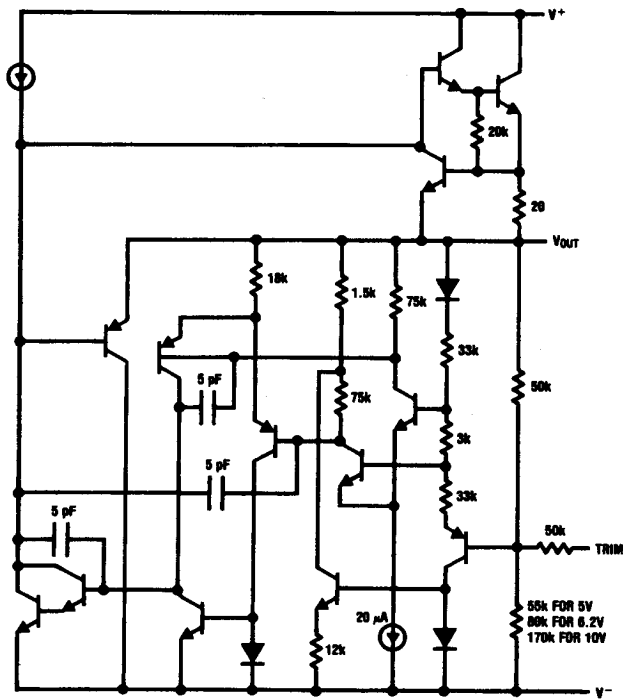 V+
20k
20
VOUT
18k
1.5k
75k
33k
5 pF
75k
50k
3k
5 pF
33k
5 pF
50k
TRIM
20 µA
55k FOR 5V
80k FOR 6.2V
170k FOR 10V
12k
V−